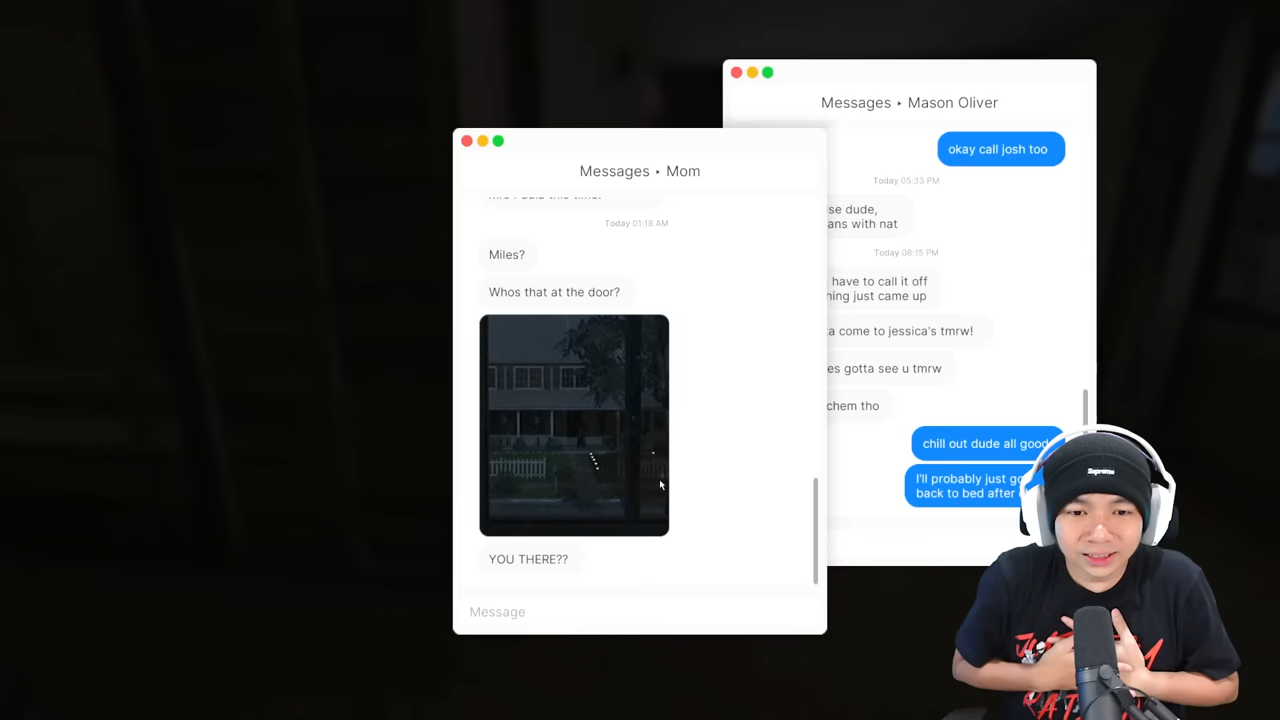 Messages ‣ Mason Oliver
okay call josh too
Today 05:33 PM
se dude,
ans with nat
Today 08:15 PM
have to call it off
ning just came up
a come to jessica's tmrw!
es gotta see u tmrw
chem tho
chill out dude all good
I'll probably just go
back to bed after
Messages ‣ Mom
Today 01:18 AM
Miles?
Whos that at the door?
YOU THERE??
Message
Supreme